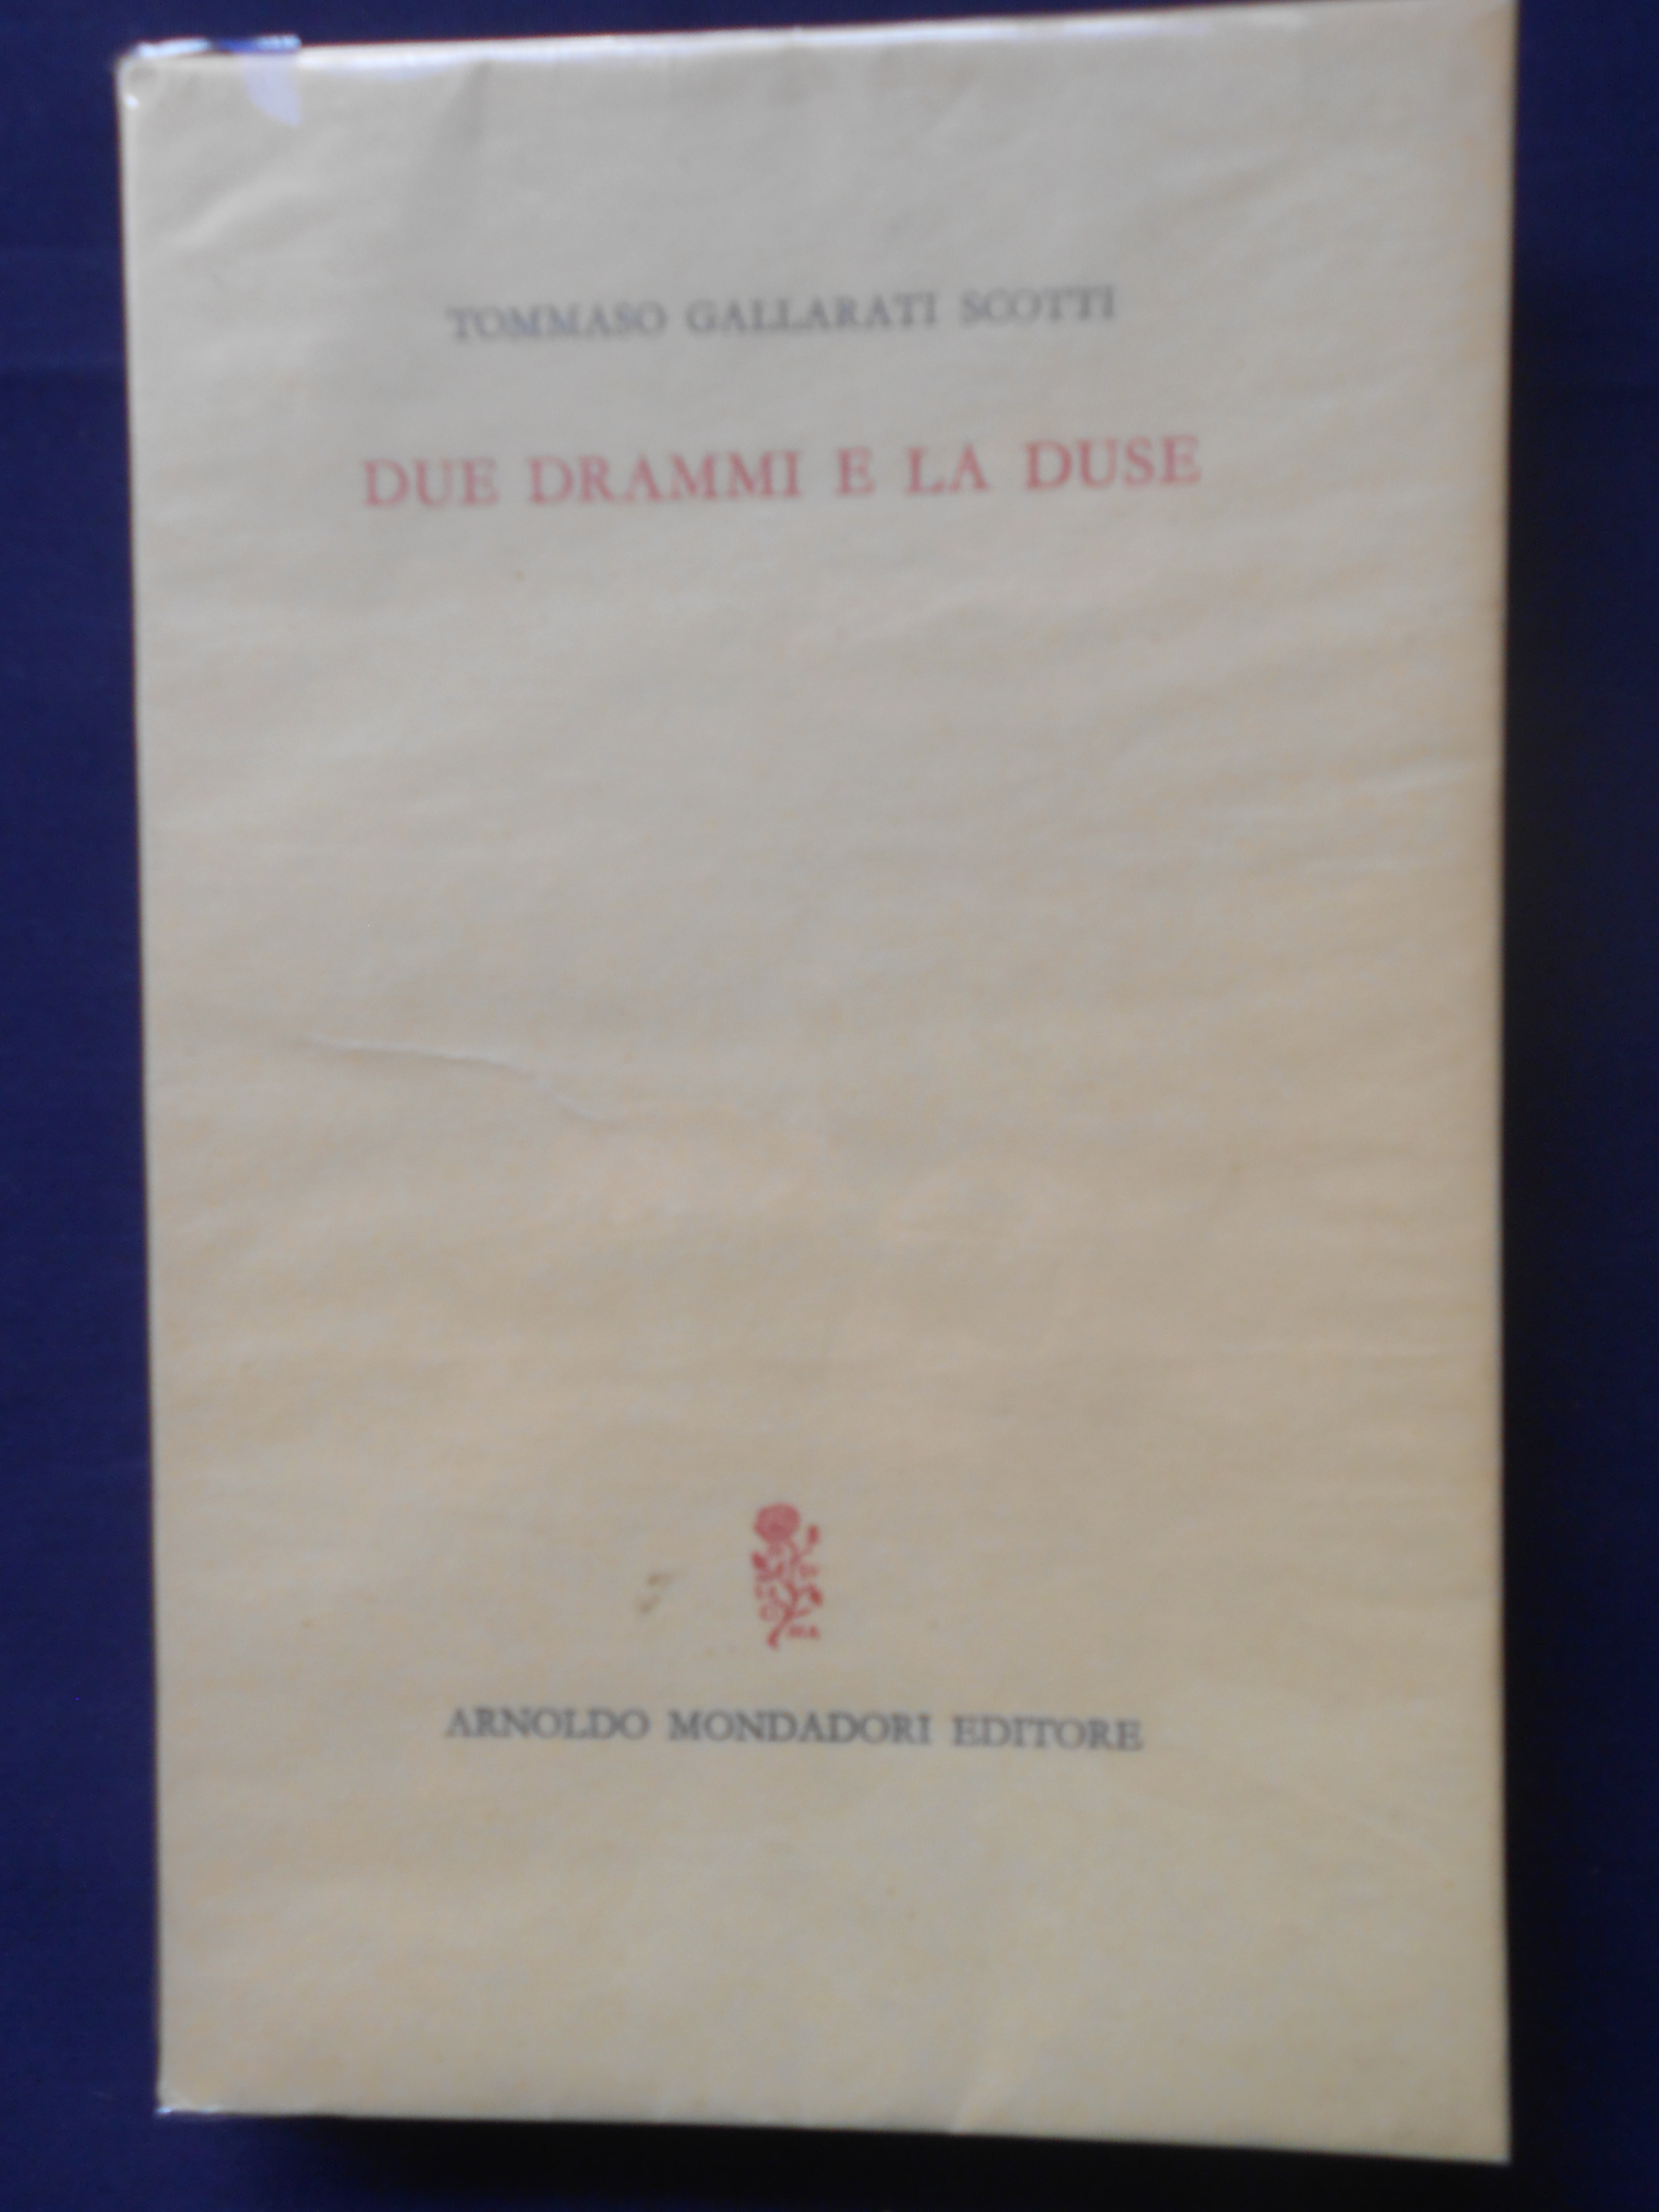 TOMMASO GALLARATI SCOTTI
DUE DRAMMI E LA DUSE
ARNOLDO MONDADORI EDITORE